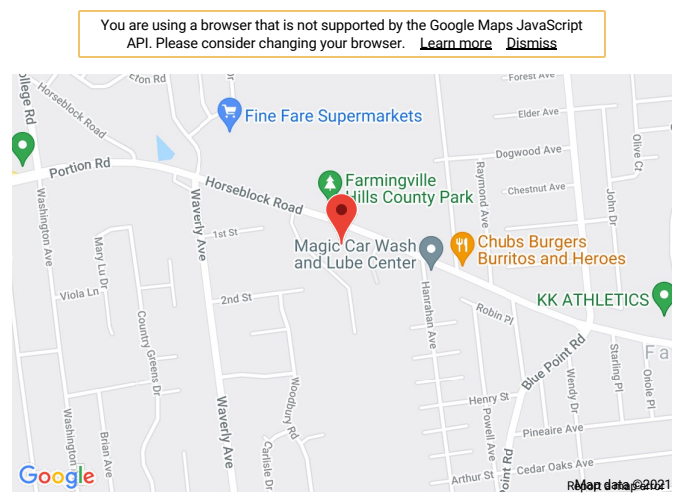 You are using a browser that is not supported by the Google Maps JavaScript
API. Please consider changing your browser. Learn more Dismiss
Forest Ave
Elder Ave
Dogwood Ave
Chestnut Ave
Olive Ct
John Dr
Raymond Ave
Horseblock Road
Portion Rd
Fine Fare Supermarkets
Farmingville
Hills County Park
Horseblock Road
Waverly Ave
1st St
Magic Car Wash
and Lube Center
Chubs Burgers
Burritos and Heroes
KK ATHLETICS
Washington Ave
Mary Lu Dr
Viola Ln
2nd St
Hanrahan Ave
Robin Pl
Country Greens Dr
Blue Point Rd
Fa
Starling Pl
Oriole Pl
Wendy Dr
Woodbury Rd
Henry St
Powell Ave
Pineaire Ave
Waverly Ave
Washington
Brian Ave
Carlisle Dr
Arthur St
oint Rd
Cedar Oaks Ave
Google
Map data ©2021
Report a map error